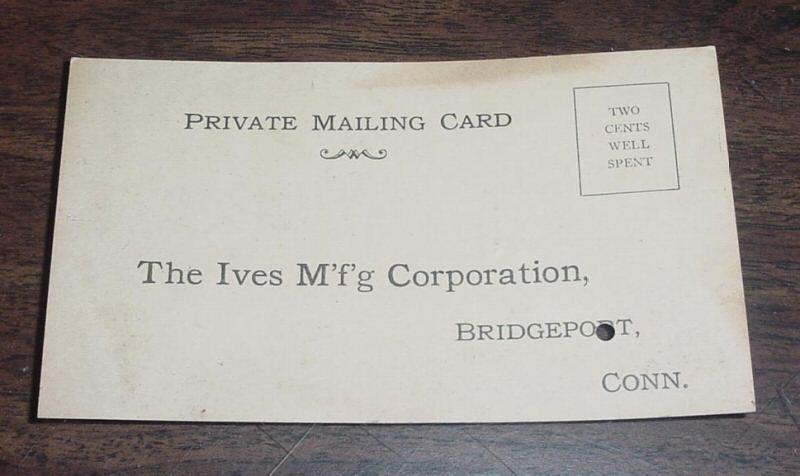 PRIVATE MAILING CARD
TWO
CENTS
WELL
SPENT
The Ives M'f'g Corporation,
BRIDGEPORT,
CONN.